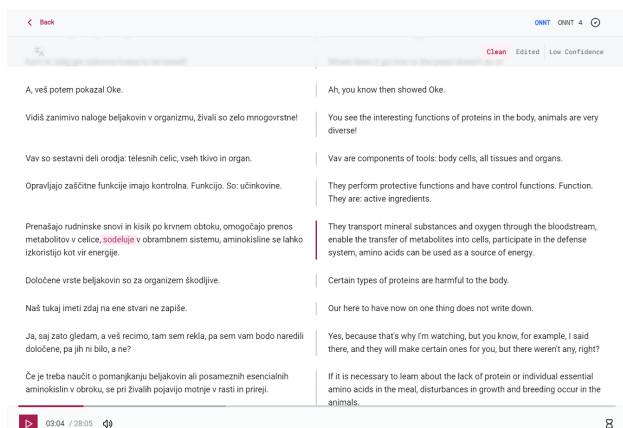 Back
ONNT ONNT 4
Clean Edited Low Confidence
A, veš potem pokazal Oke.
Ah, you know then showed Oke.
Vidiš zanimivo naloge beljakovin v organizmu, živali so zelo mnogovrstne!
You see the interesting functions of proteins in the body, animals are very
diverse!
Vav so sestavni deli orodja: telesnih celic, vseh tkivo in organ.
Vav are components of tools: body cells, all tissues and organs.
Opravljajo zaščitne funkcije imajo kontrolna. Funkcijo. So: učinkovine.
They perform protective functions and have control functions. Function.
They are: active ingredients.
Prenašajo rudninske snovi in kisik po krvnem obtoku, omogočajo prenos
metabolitov v celice, sodeluje v obrambnem sistemu, aminokisline se lahko
izkoristijo kot vir energije.
They transport mineral substances and oxygen through the bloodstream,
enable the transfer of metabolites into cells, participate in the defense
system, amino acids can be used as a source of energy.
Določene vrste beljakovin so za organizem škodljive.
Certain types of proteins are harmful to the body.
Naš tukaj imeti zdaj na ene stvari ne zapiše.
Our here to have now on one thing does not write down.
Ja, saj zato gledam, a veš recimo, tam sem rekla, pa sem vam bodo naredili
določene, pa jih ni bilo, a ne?
Yes, because that's why I'm watching, but you know, for example, I said
there, and they will make certain ones for you, but there weren't any, right?
Če je treba naučit o pomanjkanju beljakovin ali posameznih esencialnih
aminokislin v obroku, se pri živalih pojavijo motnje v rasti in prireji.
If it is necessary to learn about the lack of protein or individual essential
amino acids in the meal, disturbances in growth and breeding occur in the
animals.
03:04 / 28:05